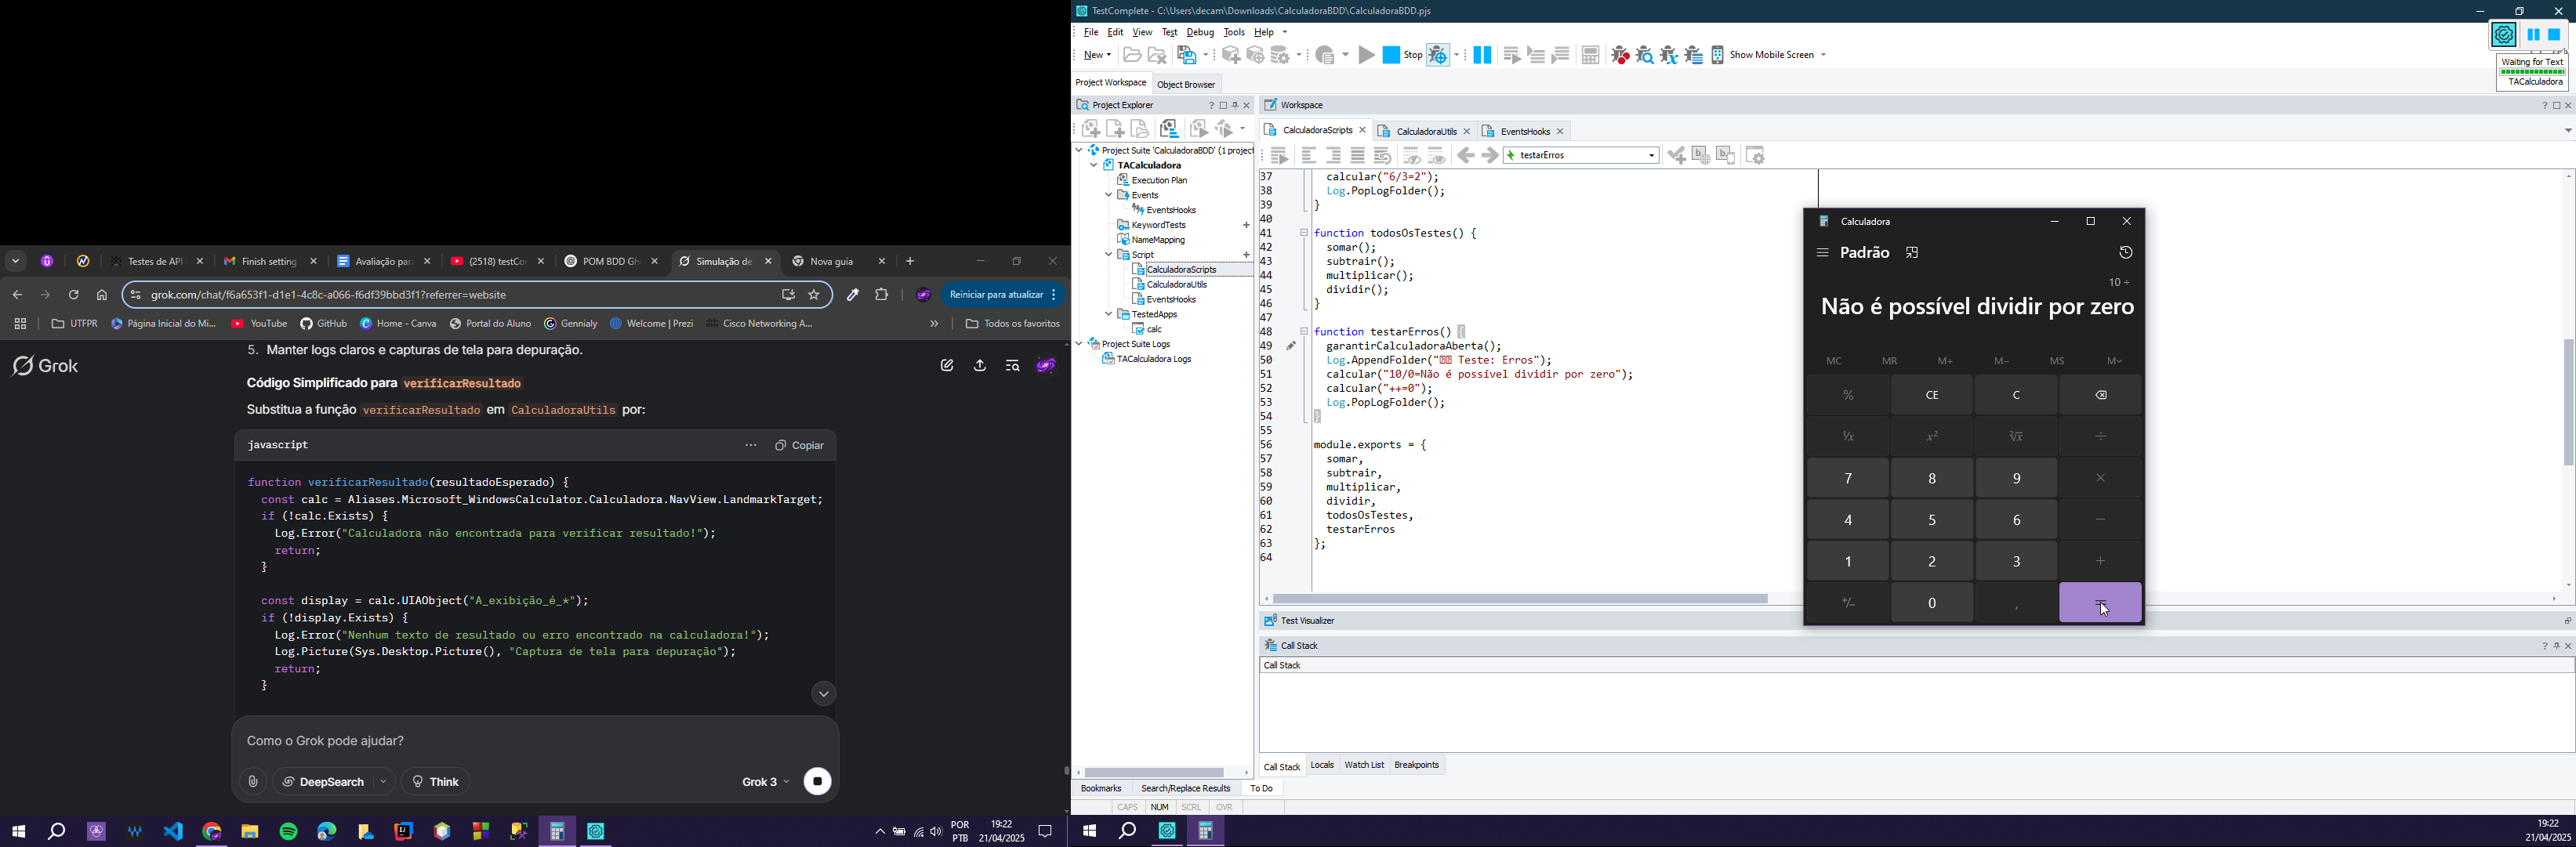 Testes de API
Finish setting
Avaliação par
(2518) testCo
POM BDD Gh
Simulação de
Nova guia
grok.com/chat/f6a653f1-d1e1-4c8c-a066-f6df39bbd3f1?referrer=website
Reiniciar para atualizar
UTFPR
Página Inicial do Mi...
YouTube
GitHub
Home - Canva
Portal do Aluno
Gennialy
Welcome | Prezi
Cisco Networking A...
Todos os favoritos
Grok
5. Manter logs claros e capturas de tela para depuração.
Código Simplificado para verificarResultado
Substitua a função verificarResultado em CalculadoraUtils por:
javascript
Copiar
function verificarResultado(resultadoEsperado) {
const calc = Aliases.Microsoft_WindowsCalculator.Calculadora.NavView.LandmarkTarget;
if (!calc.Exists) {
Log.Error("Calculadora não encontrada para verificar resultado!");
return;
}
const display = calc.UIAObject("A_exibição_é_*");
if (!display.Exists) {
Log.Error("Nenhum texto de resultado ou erro encontrado na calculadora!");
Log.Picture(Sys.Desktop.Picture(), "Captura de tela para depuração");
return;
}
Como o Grok pode ajudar?
DeepSearch
Think
Grok 3
POR
PTB
19:22
21/04/2025
TestComplete - C:\Users\decam\Downloads\CalculadoraBDD\CalculadoraBDD.pjs
File Edit View Test Debug Tools Help
New
Stop
Show Mobile Screen
Waiting for Text
TACalculadora
Project Workspace
Object Browser
Project Explorer
Project Suite 'CalculadoraBDD' (1 project
TACalculadora
Execution Plan
Events
EventsHooks
KeywordTests
NameMapping
Script
CalculadoraScripts
CalculadoraUtils
EventsHooks
TestedApps
calc
Project Suite Logs
TACalculadora Logs
Workspace
CalculadoraScripts
CalculadoraUtils
EventsHooks
testarErros
37 calcular("6/3=2");
38 Log.PopLogFolder();
39 }
40
41 function todosOsTestes() {
42 somar();
43 subtrair();
44 multiplicar();
45 dividir();
46 }
47
48 function testarErros() {
49 garantirCalculadoraAberta();
50 Log.AppendFolder(" Teste: Erros");
51 calcular("10/0=Não é possível dividir por zero");
52 calcular("++=0");
53 Log.PopLogFolder();
54 }
55
56 module.exports = {
57 somar,
58 subtrair,
59 multiplicar,
60 dividir,
61 todosOsTestes,
62 testarErros
63 };
64
Calculadora
Padrão
10 ÷
Não é possível dividir por zero
MC MR M+ M− MS M˅
% CE C
⅟x x² ²√x ÷
7 8 9 ×
4 5 6 −
1 2 3 +
+/− 0 , =
Test Visualizer
Call Stack
Call Stack
Call Stack
Locals
Watch List
Breakpoints
Bookmarks
Search/Replace Results
To Do
CAPS NUM SCRL OVR
19:22
21/04/2025